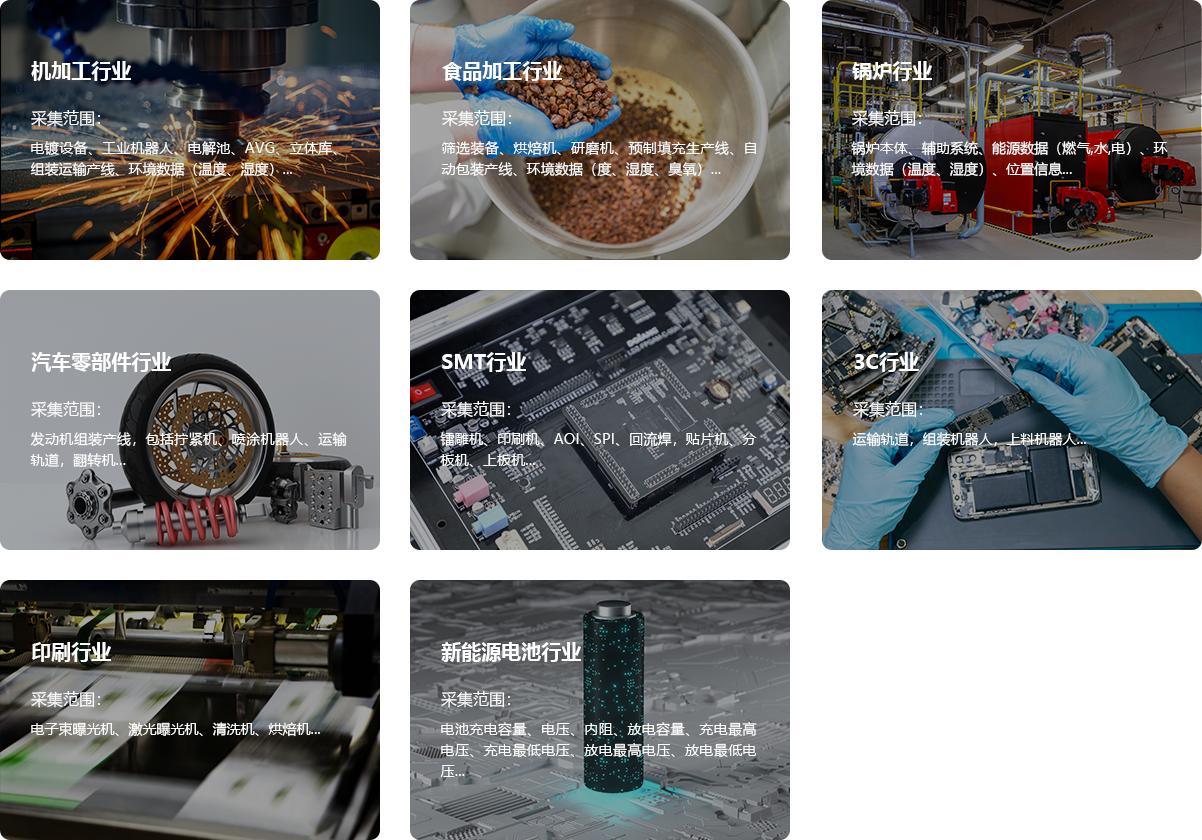 机加工行业
采集范围：
电镀设备、工业机器人、电解池、AVG、立体库、
组装运输产线、环境数据（温度、湿度）...
食品加工行业
采集范围：
筛选装备、烘焙机、研磨机、预制填充生产线、自
动包装产线、环境数据（度、湿度、臭氧）...
锅炉行业
采集范围：
锅炉本体、辅助系统、能源数据（燃气,水,电）、环
境数据（温度、湿度）、位置信息...
汽车零部件行业
采集范围：
发动机组装产线，包括拧紧机、喷涂机器人、运输
轨道，翻转机...
SMT行业
采集范围：
镭雕机、印刷机、AOI、SPI、回流焊，贴片机、分
板机、上板机...
3C行业
采集范围：
运输轨道，组装机器人，上料机器人...
印刷行业
采集范围：
电子束曝光机、激光曝光机、清洗机、烘焙机...
新能源电池行业
采集范围：
电池充电容量、电压、内阻、放电容量、充电最高
电压、充电最低电压、放电最高电压、放电最低电
压...